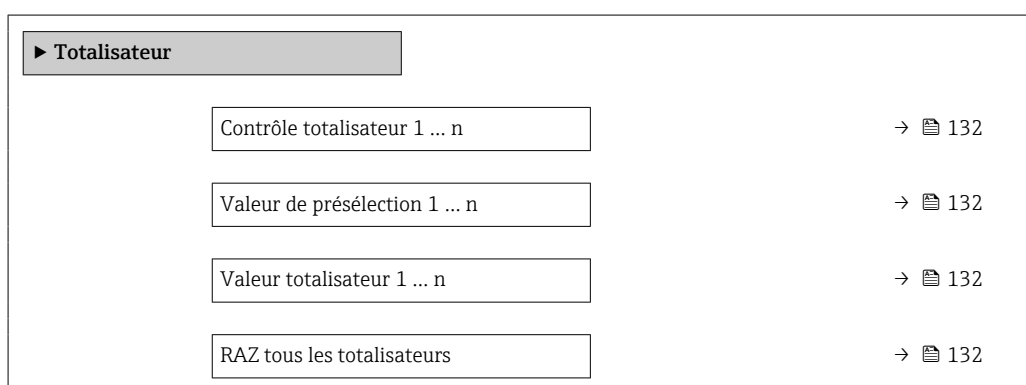 ▶ Totalisateur
Contrôle totalisateur 1 … n → 132
Valeur de présélection 1 … n → 132
Valeur totalisateur 1 … n → 132
RAZ tous les totalisateurs → 132